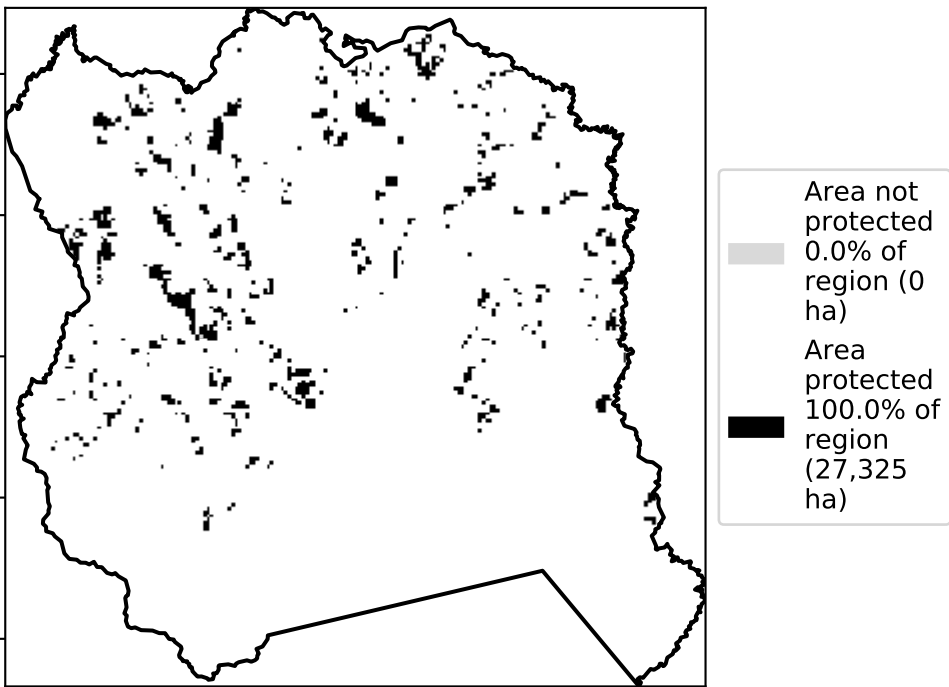 Area not
protected
0.0% of
region (0
ha)
Area
protected
100.0% of
region
(27,325
ha)